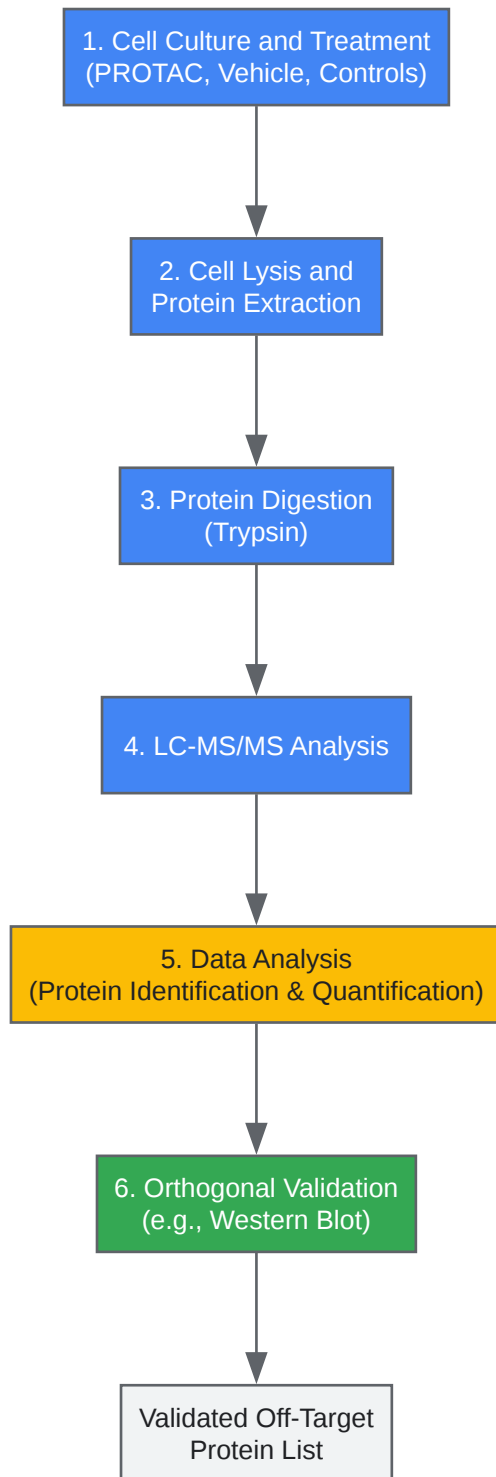 1. Cell Culture and Treatment
(PROTAC, Vehicle, Controls)
2. Cell Lysis and
Protein Extraction
3. Protein Digestion
(Trypsin)
4. LC-MS/MS Analysis
5. Data Analysis
(Protein Identification & Quantification)
6. Orthogonal Validation
(e.g., Western Blot)
Validated Off-Target
Protein List